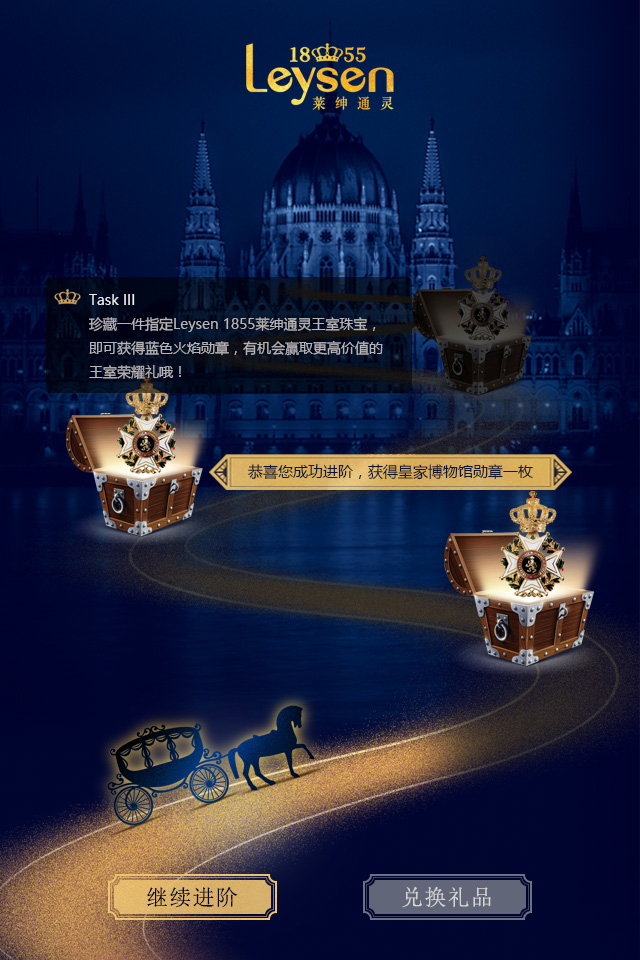 1855
Leysen
莱绅通灵
Task III
珍藏一件指定Leysen 1855莱绅通灵王室珠宝，
即可获得蓝色火焰勋章，有机会赢取更高价值的
王室荣耀礼哦！
恭喜您成功进阶，获得皇家博物馆勋章一枚
继续进阶
兑换礼品